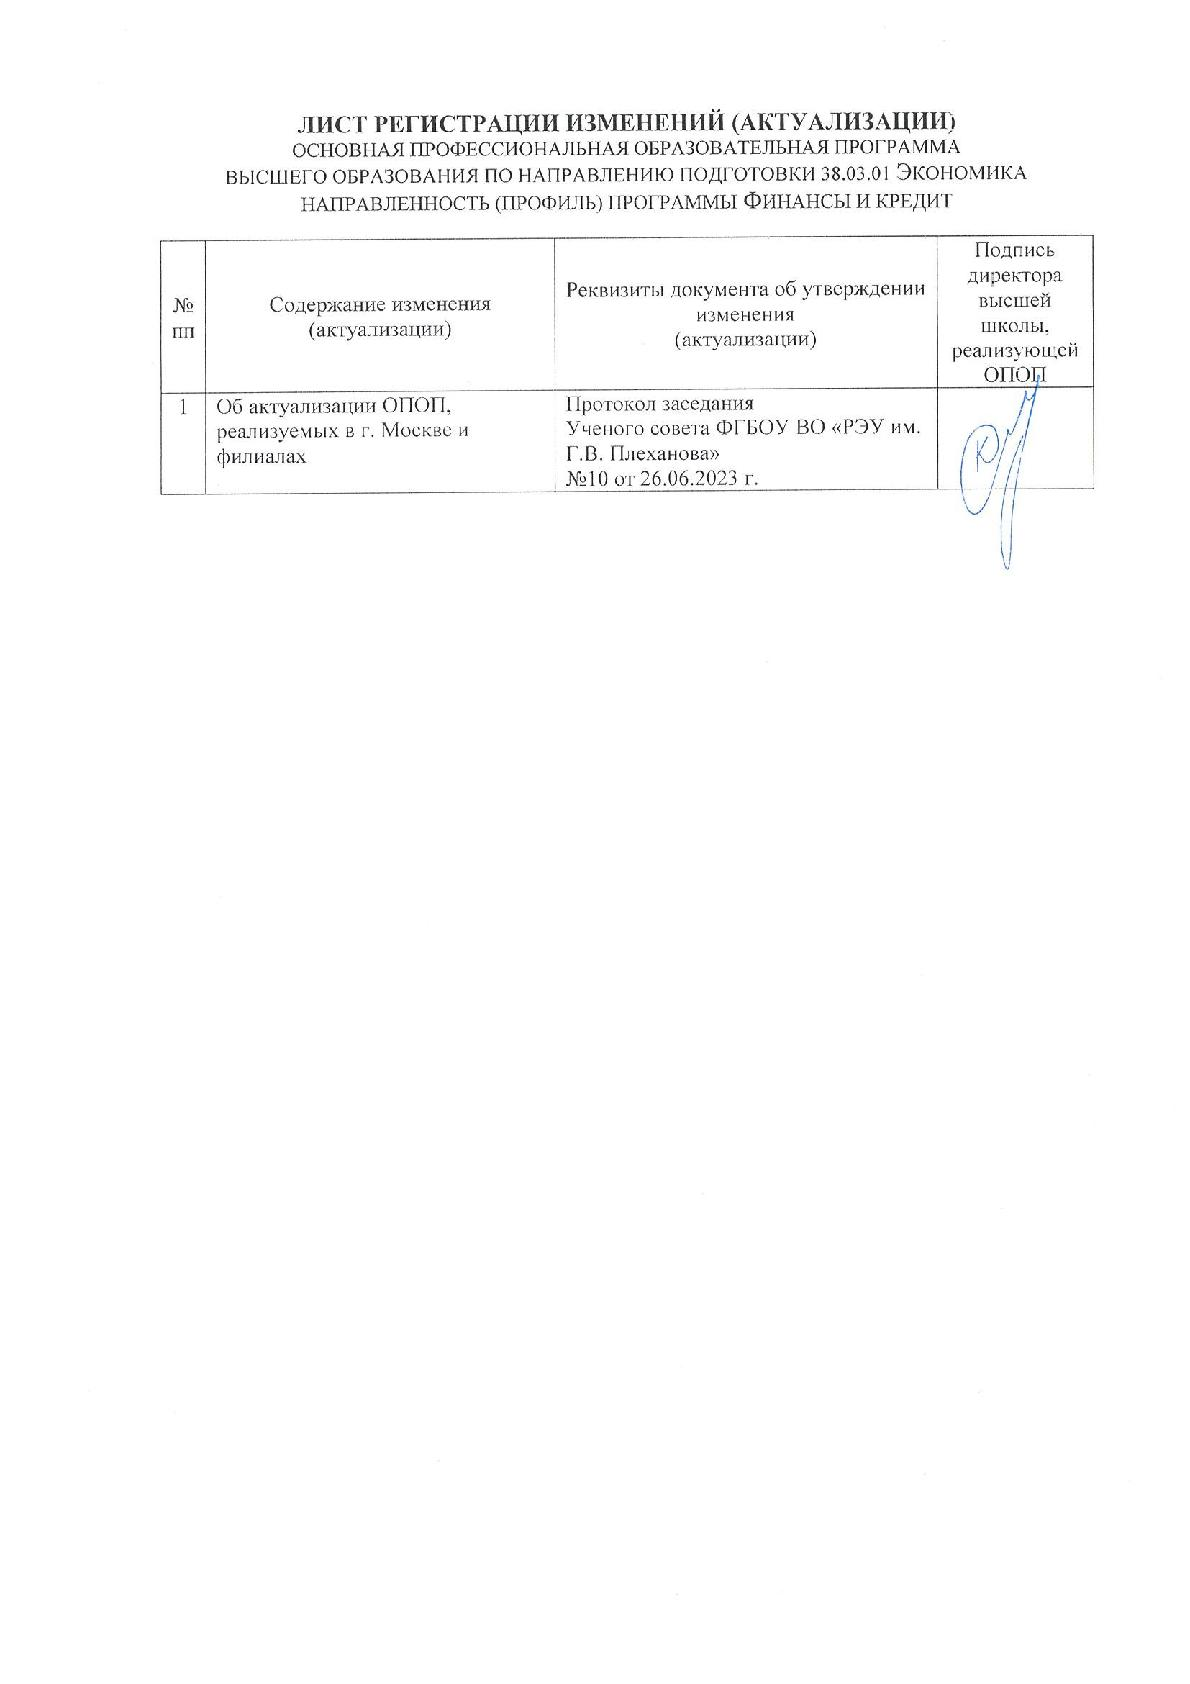 ЛИСТ РЕГИСТРАЦИИ ИЗМЕНЕНИЙ (АКТУАЛИЗАЦИИ)
ОСНОВНАЯ ПРОФЕССИОНАЛЬНАЯ ОБРАЗОВАТЕЛЬНАЯ ПРОГРАММА
ВЫСШЕГО ОБРАЗОВАНИЯ ПО НАПРАВЛЕНИЮ ПОДГОТОВКИ 38.03.01 ЭКОНОМИКА
НАПРАВЛЕННОСТЬ (ПРОФИЛЬ) ПРОГРАММЫ ФИНАНСЫ И КРЕДИТ
№
пп
Содержание изменения
(актуализации)
Реквизиты документа об утверждении
изменения
(актуализации)
Подпись
директора
высшей
школы,
реализующей
ОПОП
1
Об актуализации ОПОП,
реализуемых в г. Москве и
филиалах
Протокол заседания
Ученого совета ФГБОУ ВО «РЭУ им.
Г.В. Плеханова»
№10 от 26.06.2023 г.